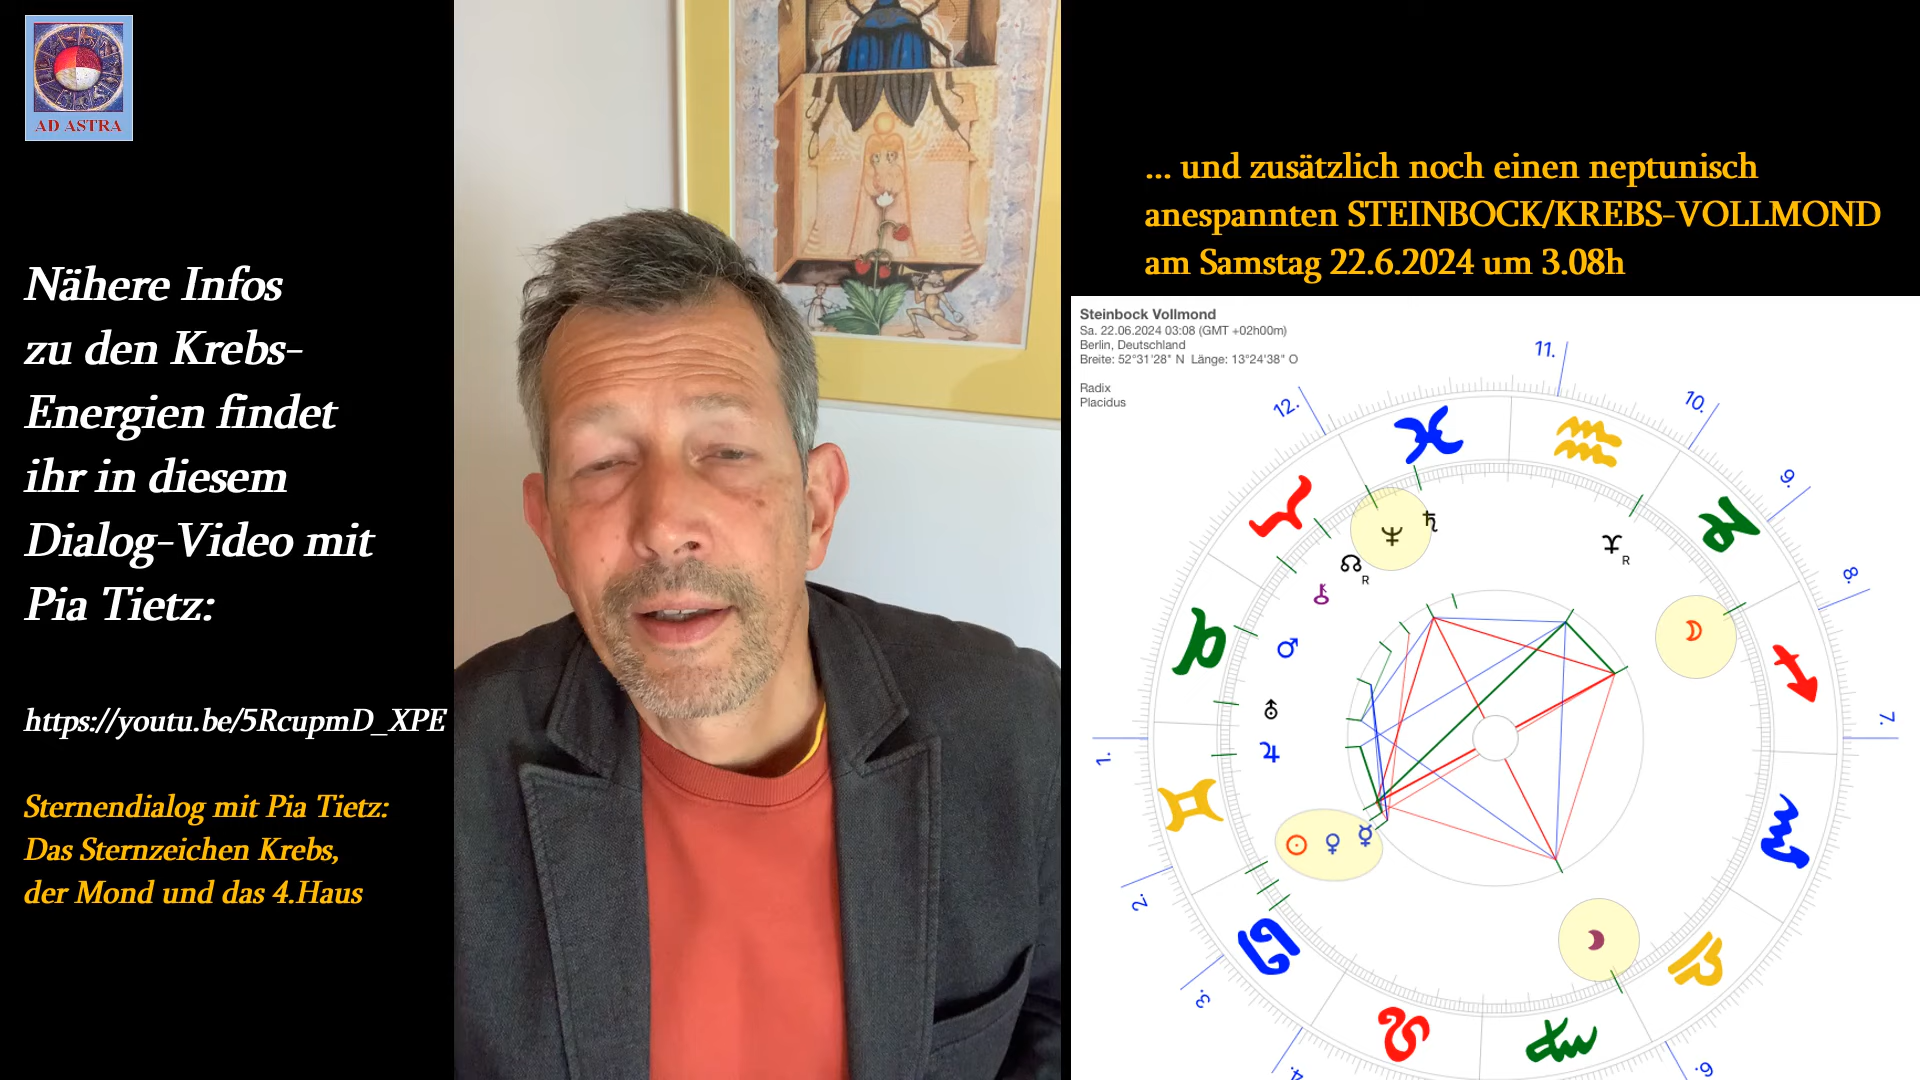 AD ASTRA
Nähere Infos
zu den Krebs-
Energien findet
ihr in diesem
Dialog-Video mit
Pia Tietz:
https://youtu.be/5RcupmD_XPE
Sternendialog mit Pia Tietz:
Das Sternzeichen Krebs,
der Mond und das 4.Haus
... und zusätzlich noch einen neptunisch
anespannten STEINBOCK/KREBS-VOLLMOND
am Samstag 22.6.2024 um 3.08h
Steinbock Vollmond
Sa. 22.06.2024 03:08 (GMT +02h00m)
Berlin, Deutschland
Breite: 52°31'28" N Länge: 13°24'38" O
Radix
Placidus
11.
10.
12.
9.
8.
7.
1.
2.
3.
4.
6.
R
R